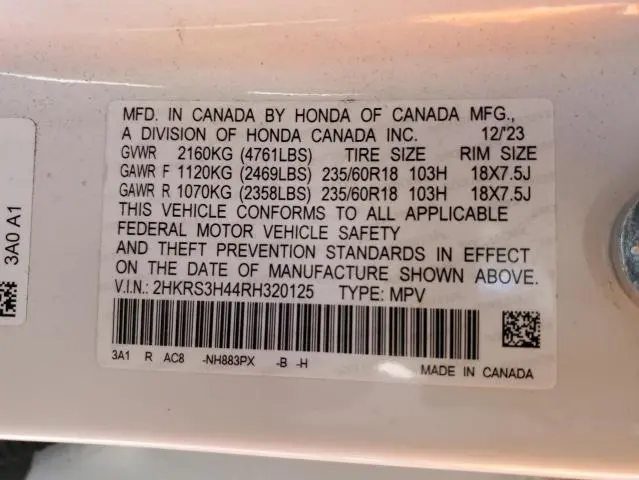 MFD. IN CANADA BY HONDA OF CANADA MFG.,
A DIVISION OF HONDA CANADA INC. 12/'23
GVWR 2160KG (4761LBS) TIRE SIZE RIM SIZE
GAWR F 1120KG (2469LBS) 235/60R18 103H 18X7.5J
GAWR R 1070KG (2358LBS) 235/60R18 103H 18X7.5J
THIS VEHICLE CONFORMS TO ALL APPLICABLE
FEDERAL MOTOR VEHICLE SAFETY
AND THEFT PREVENTION STANDARDS IN EFFECT
ON THE DATE OF MANUFACTURE SHOWN ABOVE.
V.I.N.: 2HKRS3H44RH320125 TYPE: MPV
3A1 R AC8 -NH883PX -B -H
MADE IN CANADA
3A0 A1